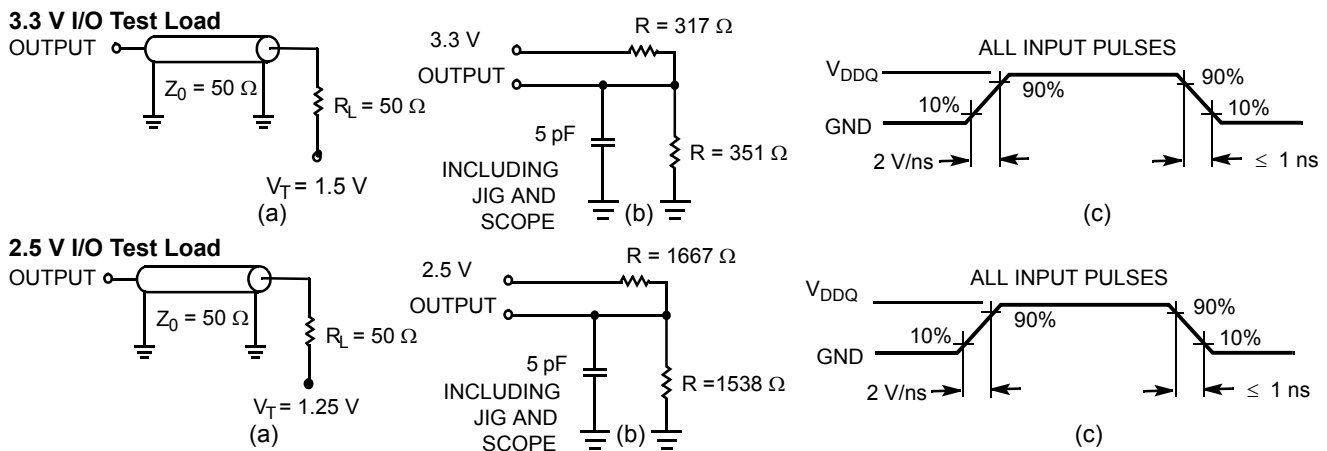 3.3 V I/O Test Load
OUTPUT
Z0 = 50 Ω
RL = 50 Ω
VT = 1.5 V
(a)
3.3 V
OUTPUT
R = 317 Ω
5 pF
INCLUDING
JIG AND
SCOPE
R = 351 Ω
(b)
ALL INPUT PULSES
VDDQ
GND
10%
90%
90%
10%
2 V/ns
≤ 1 ns
(c)
2.5 V I/O Test Load
OUTPUT
Z0 = 50 Ω
RL = 50 Ω
VT = 1.25 V
(a)
2.5 V
OUTPUT
R = 1667 Ω
5 pF
INCLUDING
JIG AND
SCOPE
R =1538 Ω
(b)
ALL INPUT PULSES
VDDQ
GND
10%
90%
90%
10%
2 V/ns
≤ 1 ns
(c)